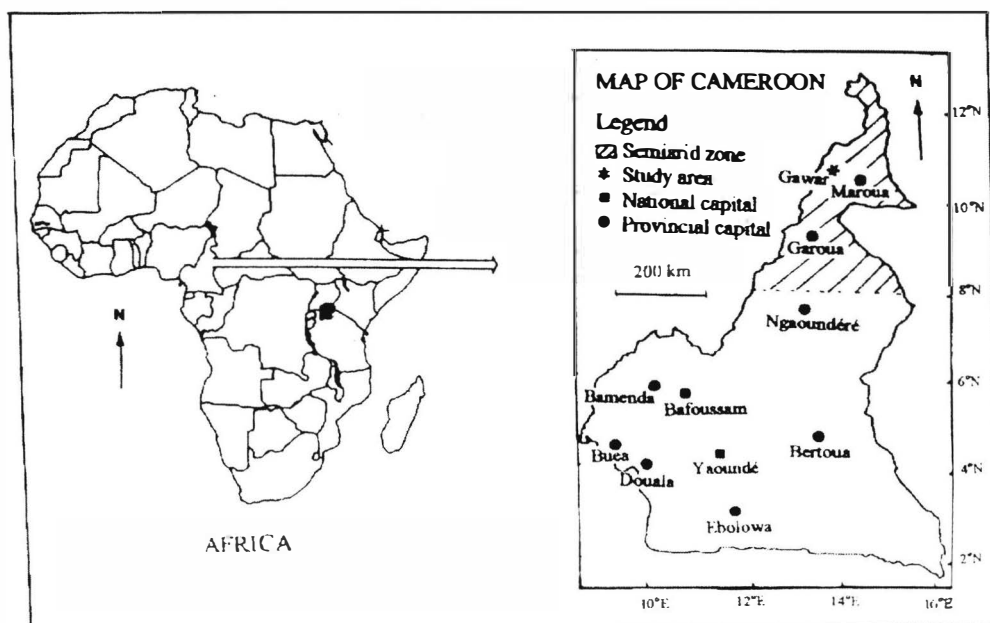 N
AFRICA
MAP OF CAMEROON
N
Legend
Semiarid zone
Study area
National capital
Provincial capital
200 km
Gawar
Maroua
Garoua
Ngaoundéré
Bamenda
Bafoussam
Buea
Douala
Yaoundé
Bertoua
Ebolowa
12°N
10°N
8°N
6°N
4°N
2°N
10°E
12°E
14°E
16°E